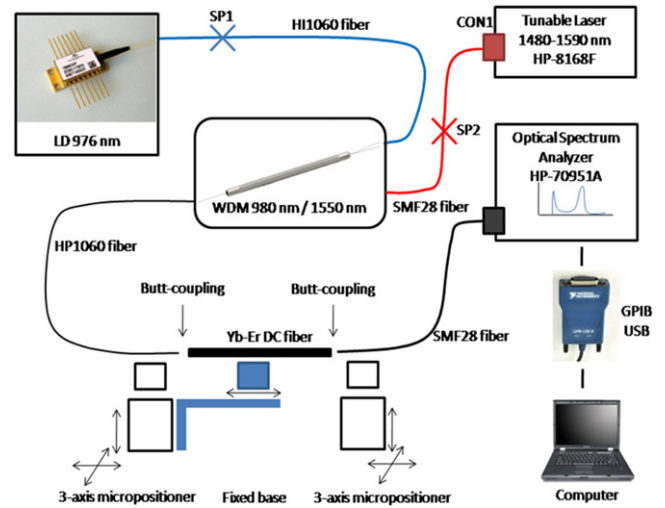 SP1
HI1060 fiber
CON1
Tunable Laser
1480-1590 nm
HP-8168F
LD 976 nm
SP2
Optical Spectrum
Analyzer
HP-70951A
WDM 980 nm / 1550 nm
SMF28 fiber
HP1060 fiber
Butt-coupling
Butt-coupling
Yb-Er DC fiber
SMF28 fiber
GPIB
USB
3-axis micropositioner
Fixed base
3-axis micropositioner
Computer